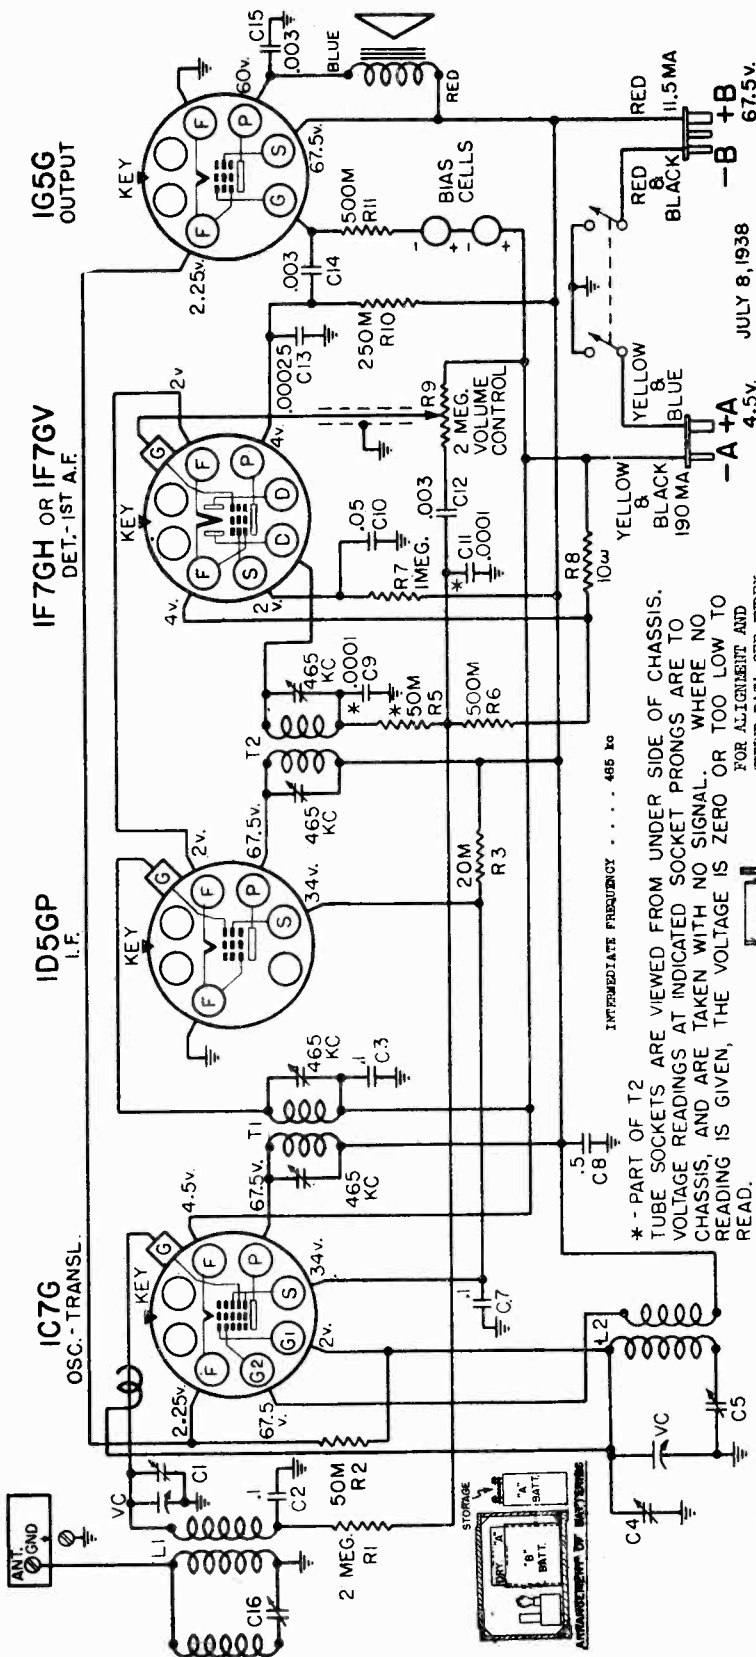 ANT.
GND
L1
VC
C1
C16
.1
C2
2 MEG.
R1
50M
R2
STORAGE
DRY "A"
"B"
BATT.
"A"
BATT.
ARRANGEMENT OF BATTERIES
1C7G
OSC.-TRANSL.
KEY
G
F
F
P
S
G1
G2
2.25v.
67.5
v.
4.5v.
67.5v.
34v.
2v.
T1
465
KC
465
KC
.1
C3
.1
C7
.5
C8
L2
VC
C4
C5
1D5GP
I.F.
KEY
G
F
F
P
S
2v.
67.5v.
34v.
T2
465
KC
465
KC
.0001
* C9
* 50M
R5
500M
R6
20M
R3
1F7GH OR 1F7GV
DET.-1ST A.F.
KEY
G
F
F
P
S
D
D
4v.
2v.
2v
4v.
.00025
C13
.05
C10
R7
1MEG.
* C11
.0001
.003
C12
R9
2 MEG.
VOLUME
CONTROL
R8
10ω
1G5G
OUTPUT
KEY
F
F
P
S
G
2.25v.
60v.
67.5v.
C15
.003
BLUE
RED
.003
C14
250M
R10
500M
R11
BIAS
CELLS
-
+
-
+
YELLOW
&
BLACK
190 MA
YELLOW
&
BLUE
-A +A
4.5v.
RED
&
BLACK
RED
11.5MA
-B +B
67.5v.
JULY 8, 1938
INTERMEDIATE FREQUENCY . . . . 465 kc
* - PART OF T2
TUBE SOCKETS ARE VIEWED FROM UNDER SIDE OF CHASSIS.
VOLTAGE READINGS AT INDICATED SOCKET PRONGS ARE TO
CHASSIS, AND ARE TAKEN WITH NO SIGNAL. WHERE NO
READING IS GIVEN, THE VOLTAGE IS ZERO OR TOO LOW TO
READ.
FOR ALIGNMENT AND